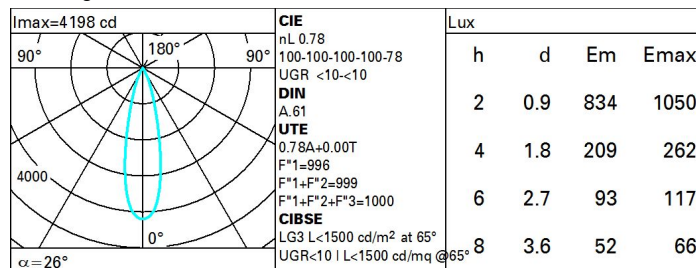 Imax=4198 cd
90° 180° 90°
4000
0°
α=26°
CIE
nL 0.78
100-100-100-100-78
UGR <10-<10
DIN
A.61
UTE
0.78A+0.00T
F"1=996
F"1+F"2=999
F"1+F"2+F"3=1000
CIBSE
LG3 L<1500 cd/m² at 65°
UGR<10 | L<1500 cd/mq @65°
Lux
h d Em Emax
2 0.9 834 1050
4 1.8 209 262
6 2.7 93 117
8 3.6 52 66